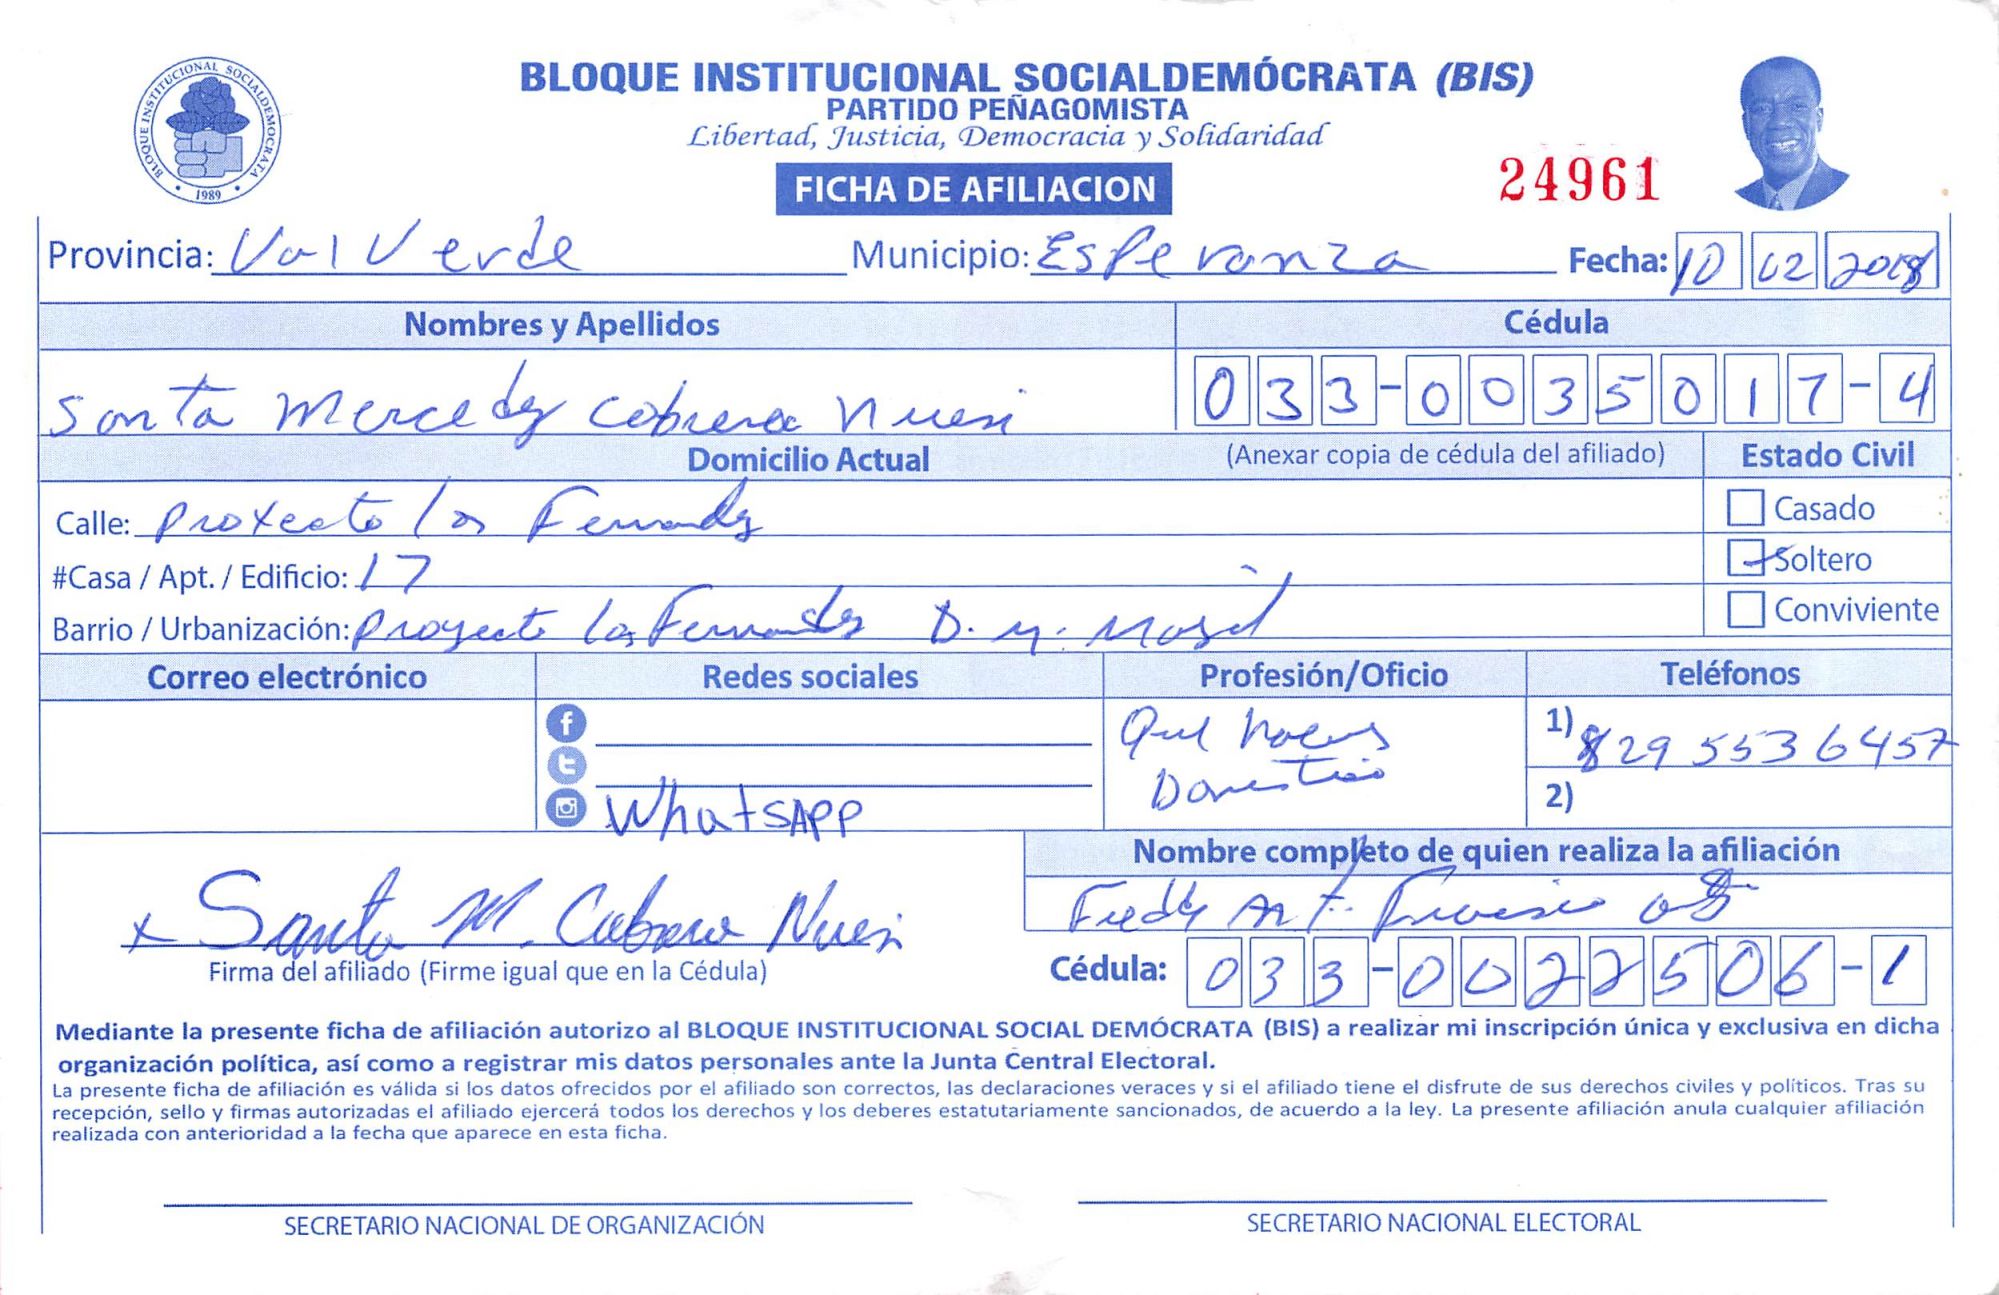 BLOQUE INSTITUCIONAL SOCIALDEMOCRATA
1989
BLOQUE INSTITUCIONAL SOCIALDEMÓCRATA (BIS)
PARTIDO PEÑAGOMISTA
Libertad, Justicia, Democracia y Solidaridad
FICHA DE AFILIACION
24961
Provincia: Valverde Municipio: Esperanza Fecha: 10 02 2018
Nombres y Apellidos Cédula
Santa Mercedes Cabrera Nuesi 033-0035017-4
Domicilio Actual (Anexar copia de cédula del afiliado) Estado Civil
Calle: Proyecto los Fernandez Casado
#Casa / Apt. / Edificio: 17 Soltero
Barrio / Urbanización: Proyecto los Fernandez D. M. Conviviente
Correo electrónico Redes sociales Profesión/Oficio Teléfonos
Domestico
1) 829 553 6457
WhatsAPP 2)
Nombre completo de quien realiza la afiliación
Freddy Ant.
x Santa M. Cabrera Nuesi
Firma del afiliado (Firme igual que en la Cédula) Cédula: 033-0022506-1
Mediante la presente ficha de afiliación autorizo al BLOQUE INSTITUCIONAL SOCIAL DEMÓCRATA (BIS) a realizar mi inscripción única y exclusiva en dicha
organización política, así como a registrar mis datos personales ante la Junta Central Electoral.
La presente ficha de afiliación es válida si los datos ofrecidos por el afiliado son correctos, las declaraciones veraces y si el afiliado tiene el disfrute de sus derechos civiles y políticos. Tras su
recepción, sello y firmas autorizadas el afiliado ejercerá todos los derechos y los deberes estatutariamente sancionados, de acuerdo a la ley. La presente afiliación anula cualquier afiliación
realizada con anterioridad a la fecha que aparece en esta ficha.
SECRETARIO NACIONAL DE ORGANIZACIÓN SECRETARIO NACIONAL ELECTORAL